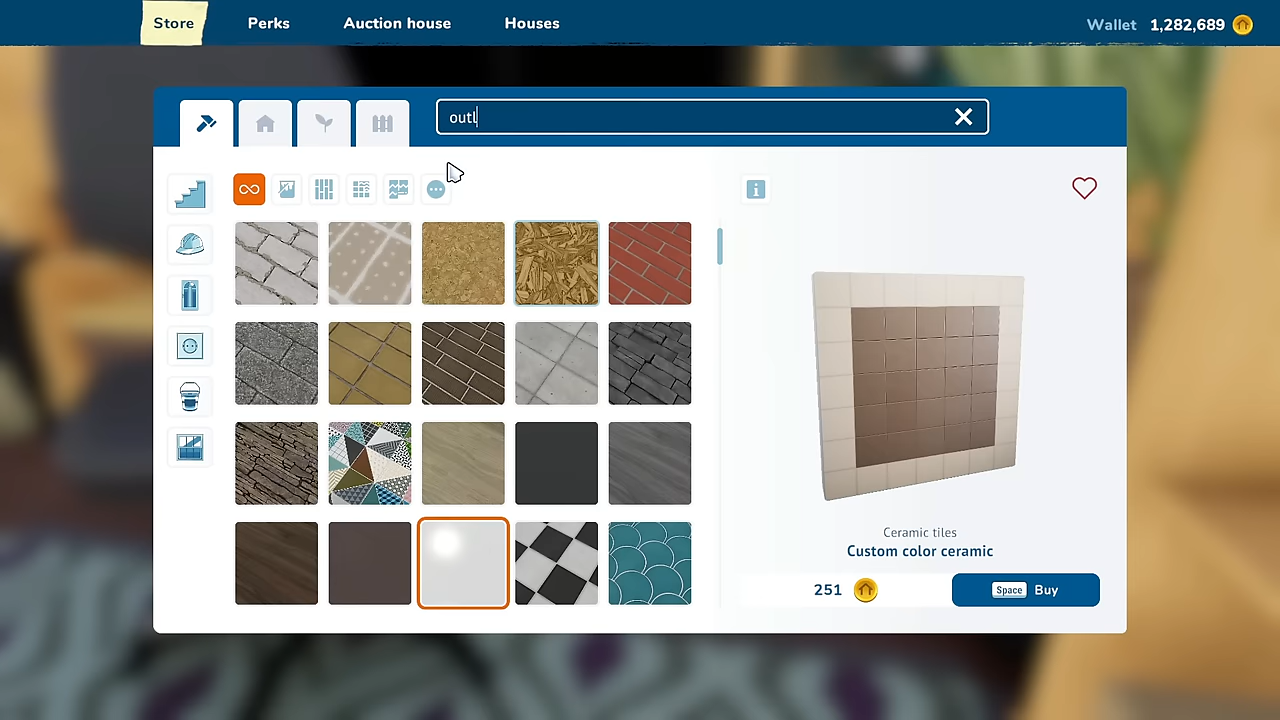 Store
Perks
Auction house
Houses
Wallet 1,282,689
outl
Ceramic tiles
Custom color ceramic
251
Space Buy